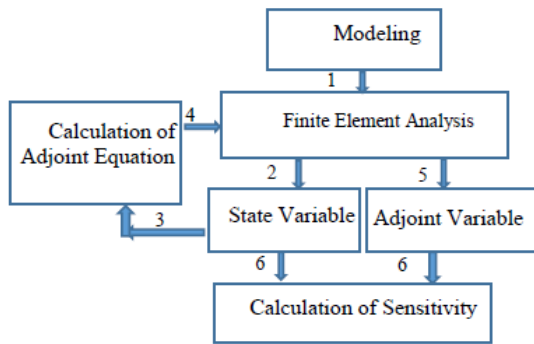 Modeling
1
4
Calculation of
Adjoint Equation
Finite Element Analysis
2
5
3
State Variable
Adjoint Variable
6
6
Calculation of Sensitivity